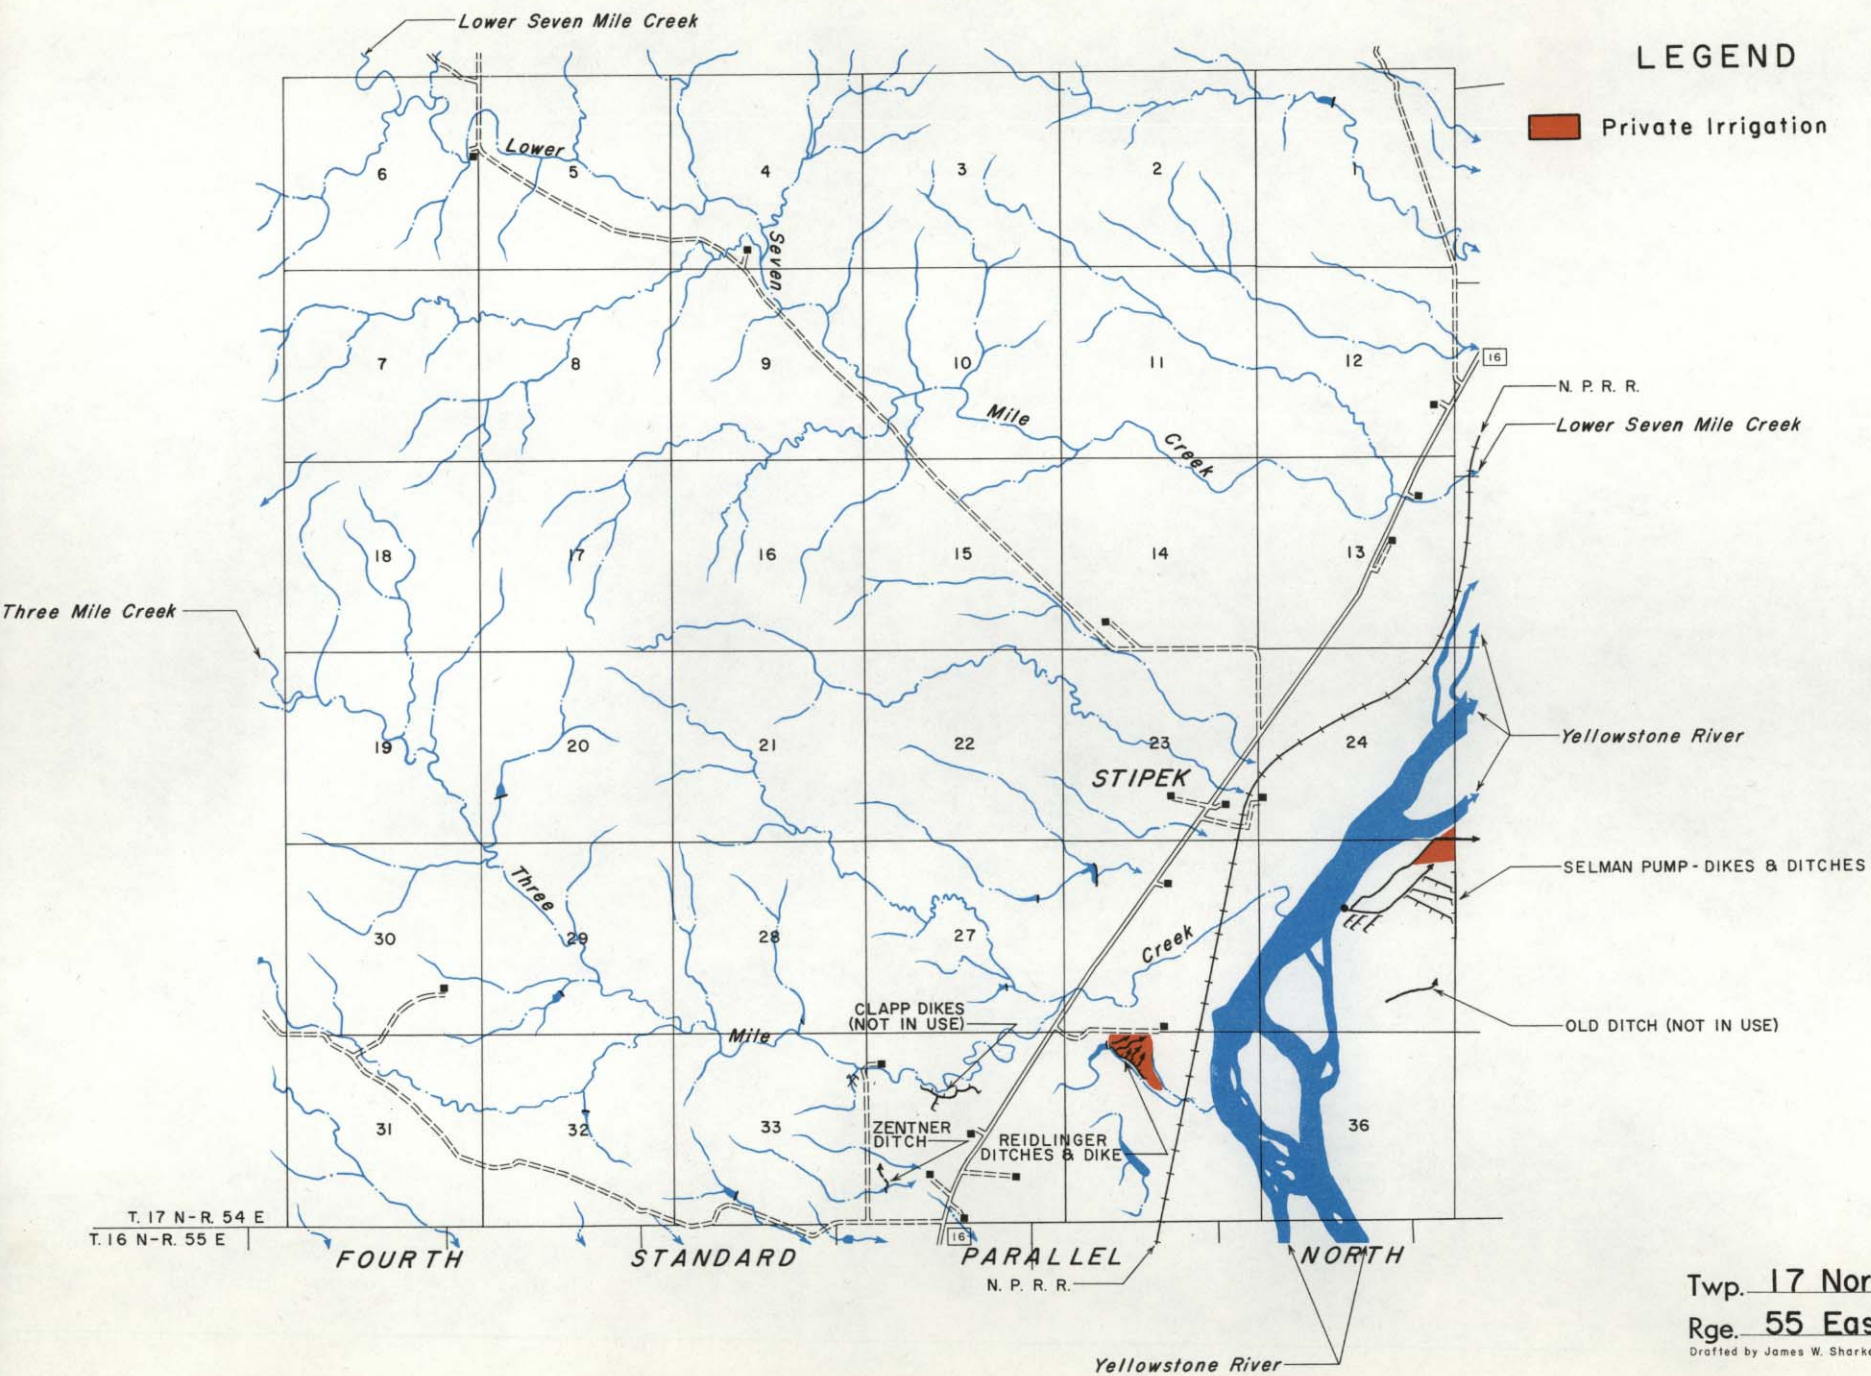 Lower Seven Mile Creek
LEGEND
Private Irrigation
Lower
6
5
4
3
2
1
Seven
7
8
9
10
11
12
16
N. P. R. R.
Mile
Lower Seven Mile Creek
Creek
18
17
16
15
14
13
Three Mile Creek
19
20
21
22
23
24
Yellowstone River
STIPEK
SELMAN PUMP-DIKES & DITCHES
Three
30
29
28
27
Creek
CLAPP DIKES
(NOT IN USE)
OLD DITCH (NOT IN USE)
Mile
31
32
33
ZENTNER
DITCH
REIDLINGER
DITCHES & DIKE
36
T. 17 N-R. 54 E
T. 16 N-R. 55 E
16
FOURTH STANDARD PARALLEL NORTH
N. P. R. R.
Twp. 17 Nor
Rge. 55 Eas
Drafted by James W. Sharke
Yellowstone River